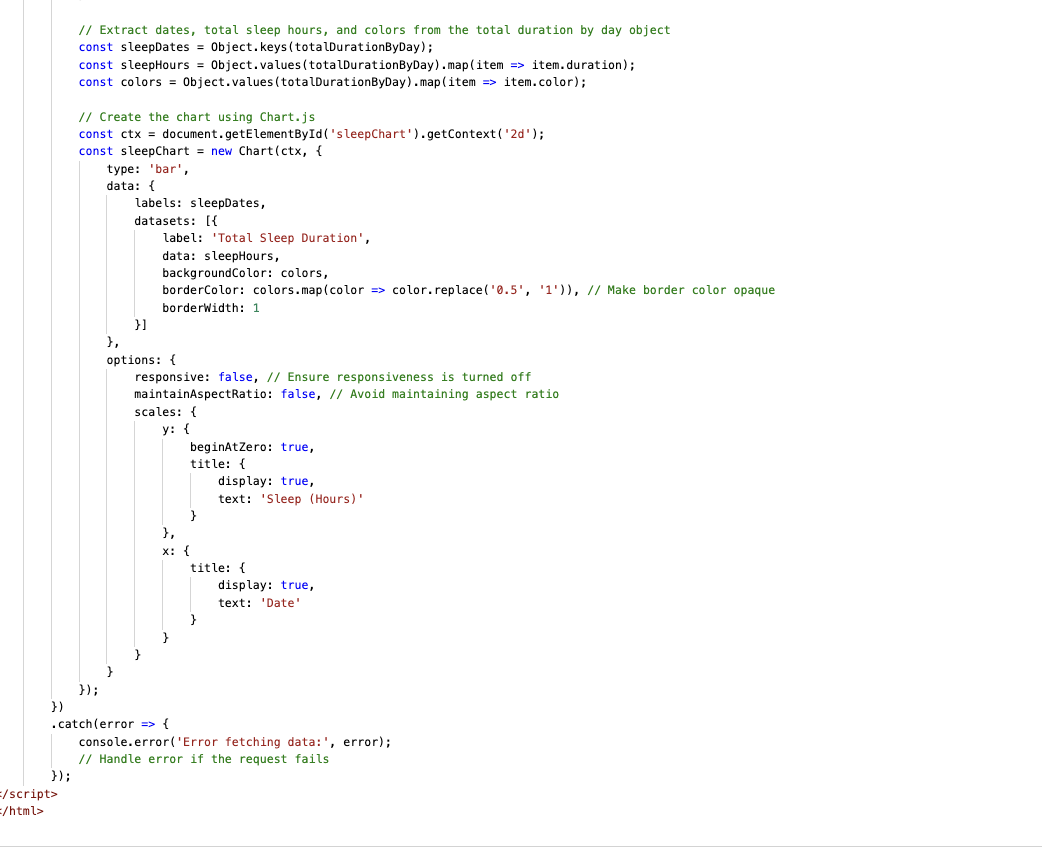 // Extract dates, total sleep hours, and colors from the total duration by day object
const sleepDates = Object.keys(totalDurationByDay);
const sleepHours = Object.values(totalDurationByDay).map(item => item.duration);
const colors = Object.values(totalDurationByDay).map(item => item.color);
// Create the chart using Chart.js
const ctx = document.getElementById('sleepChart').getContext('2d');
const sleepChart = new Chart(ctx, {
type: 'bar',
data: {
labels: sleepDates,
datasets: [{
label: 'Total Sleep Duration',
data: sleepHours,
backgroundColor: colors,
borderColor: colors.map(color => color.replace('0.5', '1')), // Make border color opaque
borderWidth: 1
}]
},
options: {
responsive: false, // Ensure responsiveness is turned off
maintainAspectRatio: false, // Avoid maintaining aspect ratio
scales: {
y: {
beginAtZero: true,
title: {
display: true,
text: 'Sleep (Hours)'
}
},
x: {
title: {
display: true,
text: 'Date'
}
}
}
}
});
})
.catch(error => {
console.error('Error fetching data:', error);
// Handle error if the request fails
});
</script>
</html>